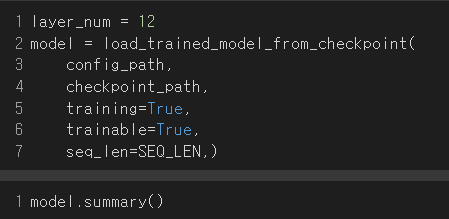 1 layer_num = 12
2 model = load_trained_model_from_checkpoint(
3     config_path,
4     checkpoint_path,
5     training=True,
6     trainable=True,
7     seq_len=SEQ_LEN,)
1 model.summary()